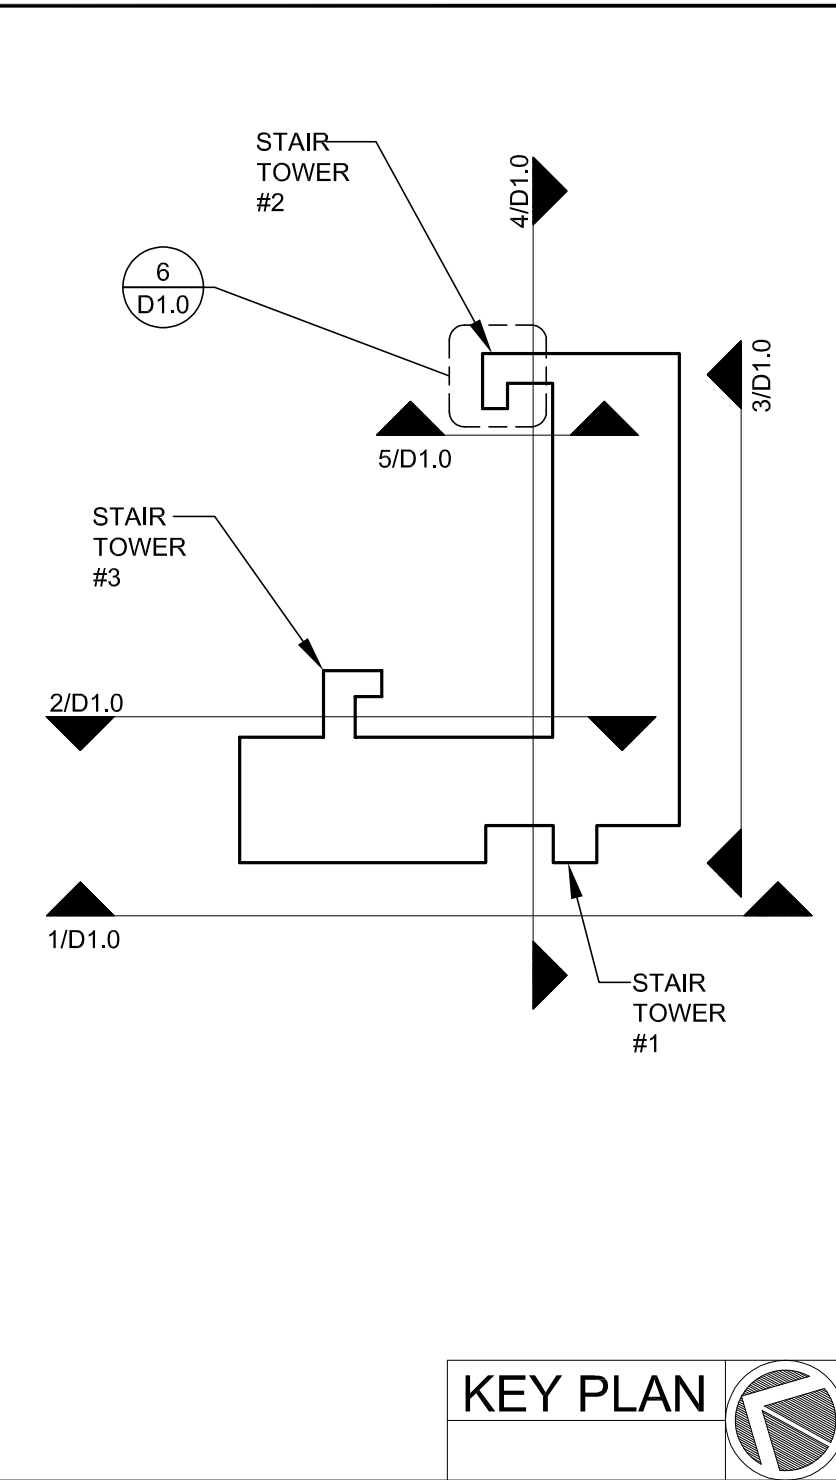 STAIR
TOWER
#2
4/D1.0
6
D1.0
3/D1.0
5/D1.0
STAIR
TOWER
#3
2/D1.0
1/D1.0
STAIR
TOWER
#1
KEY PLAN